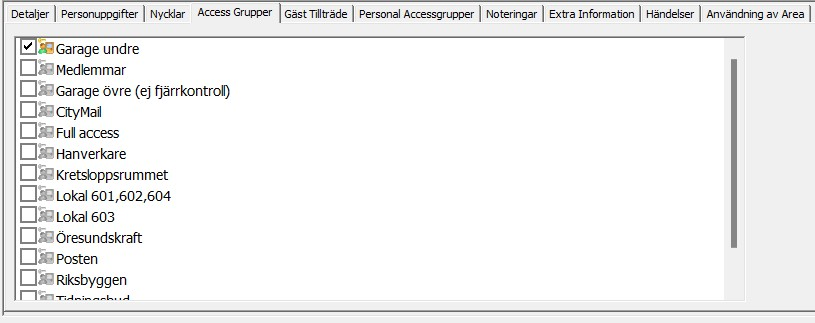 Detaljer Personuppgifter Nycklar Access Grupper Gäst Tillträde Personal Accessgrupper Noteringar Extra Information Händelser Användning av Area
Garage undre
Medlemmar
Garage övre (ej fjärrkontroll)
CityMail
Full access
Hanverkare
Kretsloppsrummet
Lokal 601,602,604
Lokal 603
Öresundskraft
Posten
Riksbyggen
Tidningsbud